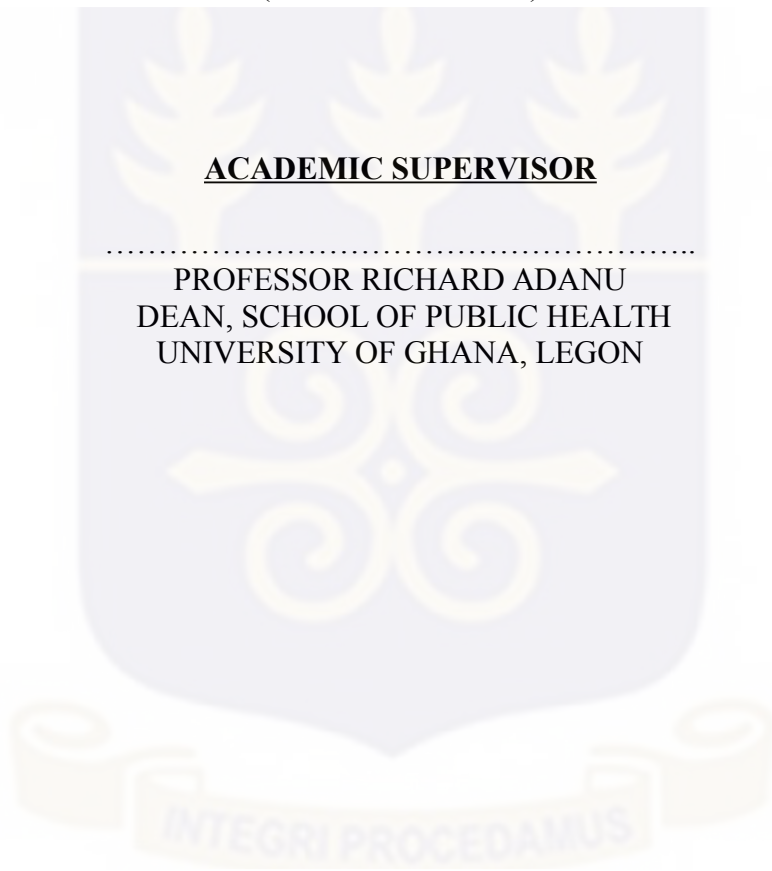 ACADEMIC SUPERVISOR
…………………………………………………..
PROFESSOR RICHARD ADANU
DEAN, SCHOOL OF PUBLIC HEALTH
UNIVERSITY OF GHANA, LEGON
INTEGRI PROCEDAMUS